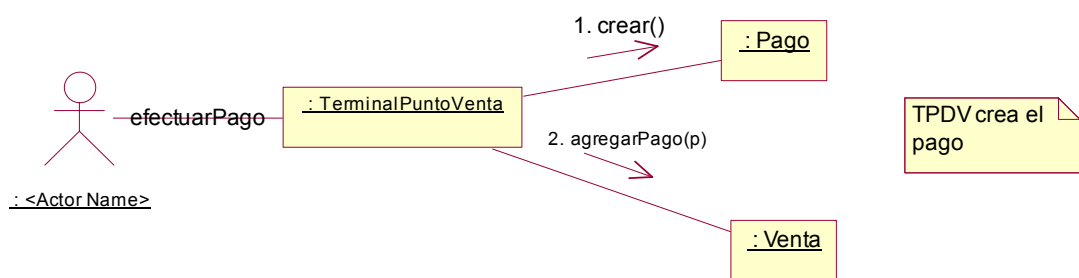 1. crear()
: Pago
: TerminalPuntoVenta
efectuarPago
TPDV crea el
pago
2. agregarPago(p)
: <Actor Name>
: Venta